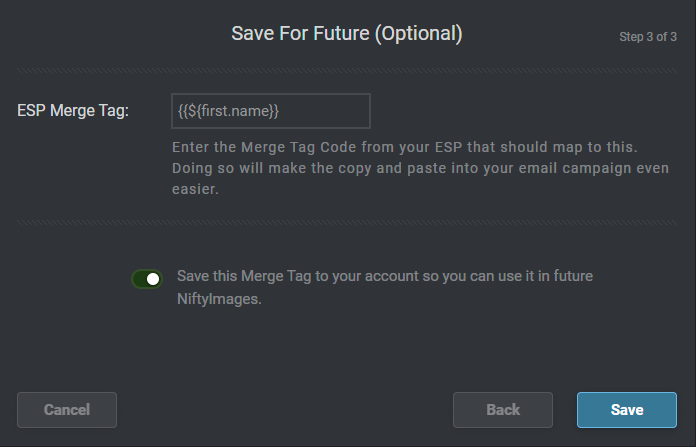 Save For Future (Optional)
Step 3 of 3
ESP Merge Tag:
{{${first.name}}
Enter the Merge Tag Code from your ESP that should map to this.
Doing so will make the copy and paste into your email campaign even
easier.
Save this Merge Tag to your account so you can use it in future
NiftyImages.
Cancel
Back
Save